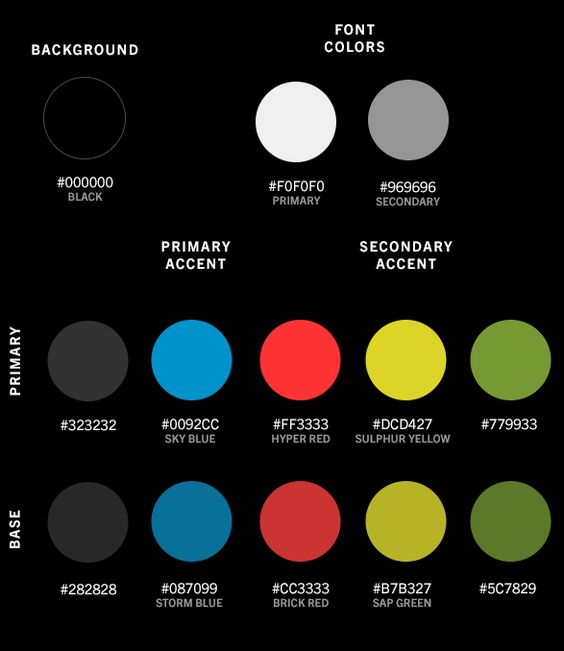 BACKGROUND
FONT
COLORS
#000000
BLACK
#F0F0F0
PRIMARY
#969696
SECONDARY
PRIMARY
ACCENT
SECONDARY
ACCENT
PRIMARY
#323232
#0092CC
SKY BLUE
#FF3333
HYPER RED
#DCD427
SULPHUR YELLOW
#779933
BASE
#282828
#087099
STORM BLUE
#CC3333
BRICK RED
#B7B327
SAP GREEN
#5C7829